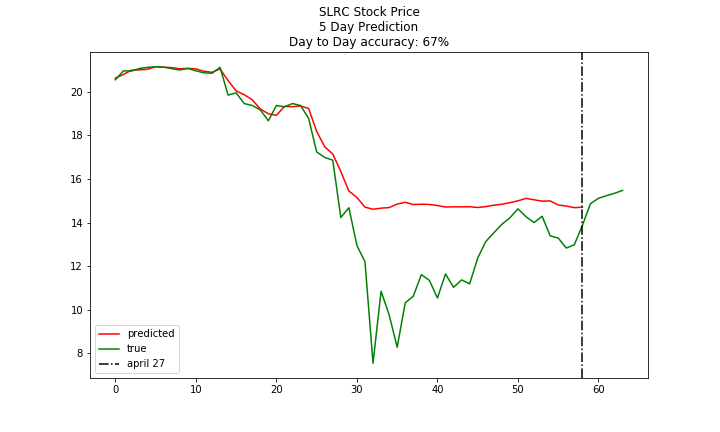 SLRC Stock Price
5 Day Prediction
Day to Day accuracy: 67%
20
18
16
14
12
10
8
predicted
true
april 27
0
10
20
30
40
50
60